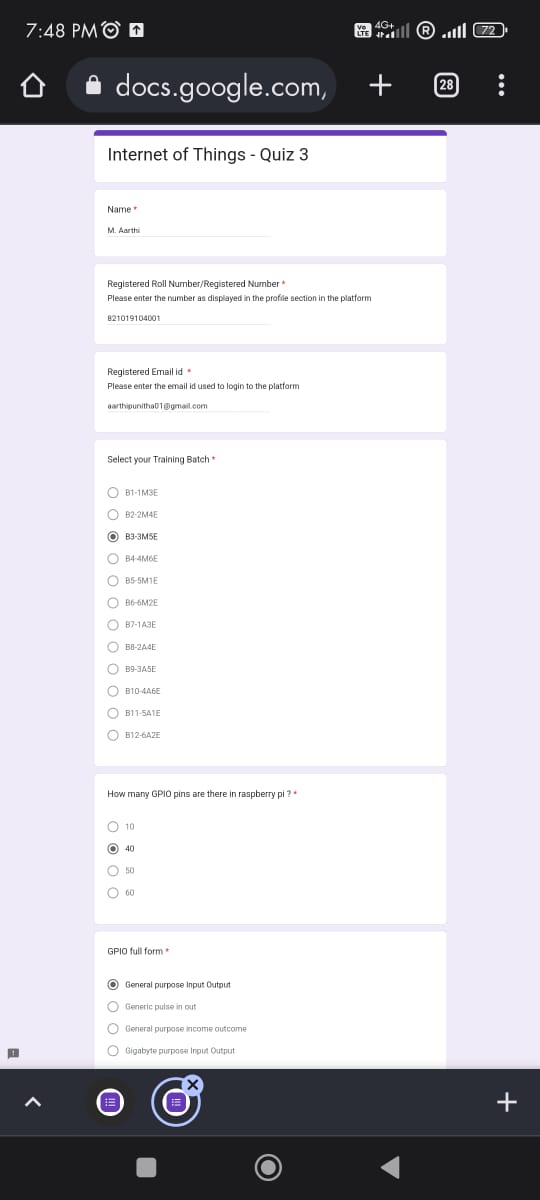 7:48 PM
Vo LTE 4G+ R 72
docs.google.com,
28
Internet of Things - Quiz 3
Name *
M. Aarthi
Registered Roll Number/Registered Number *
Please enter the number as displayed in the profile section in the platform
821019104001
Registered Email id *
Please enter the email id used to login to the platform
aarthipunitha01@gmail.com
Select your Training Batch *
B1-1M3E
B2-2M4E
B3-3M5E
B4-4M6E
B5-5M1E
B6-6M2E
B7-1A3E
B8-2A4E
B9-3A5E
B10-4A6E
B11-5A1E
B12-6A2E
How many GPIO pins are there in raspberry pi ? *
10
40
50
60
GPIO full form *
General purpose Input Output
Generic pulse in out
General purpose income outcome
Gigabyte purpose Input Output